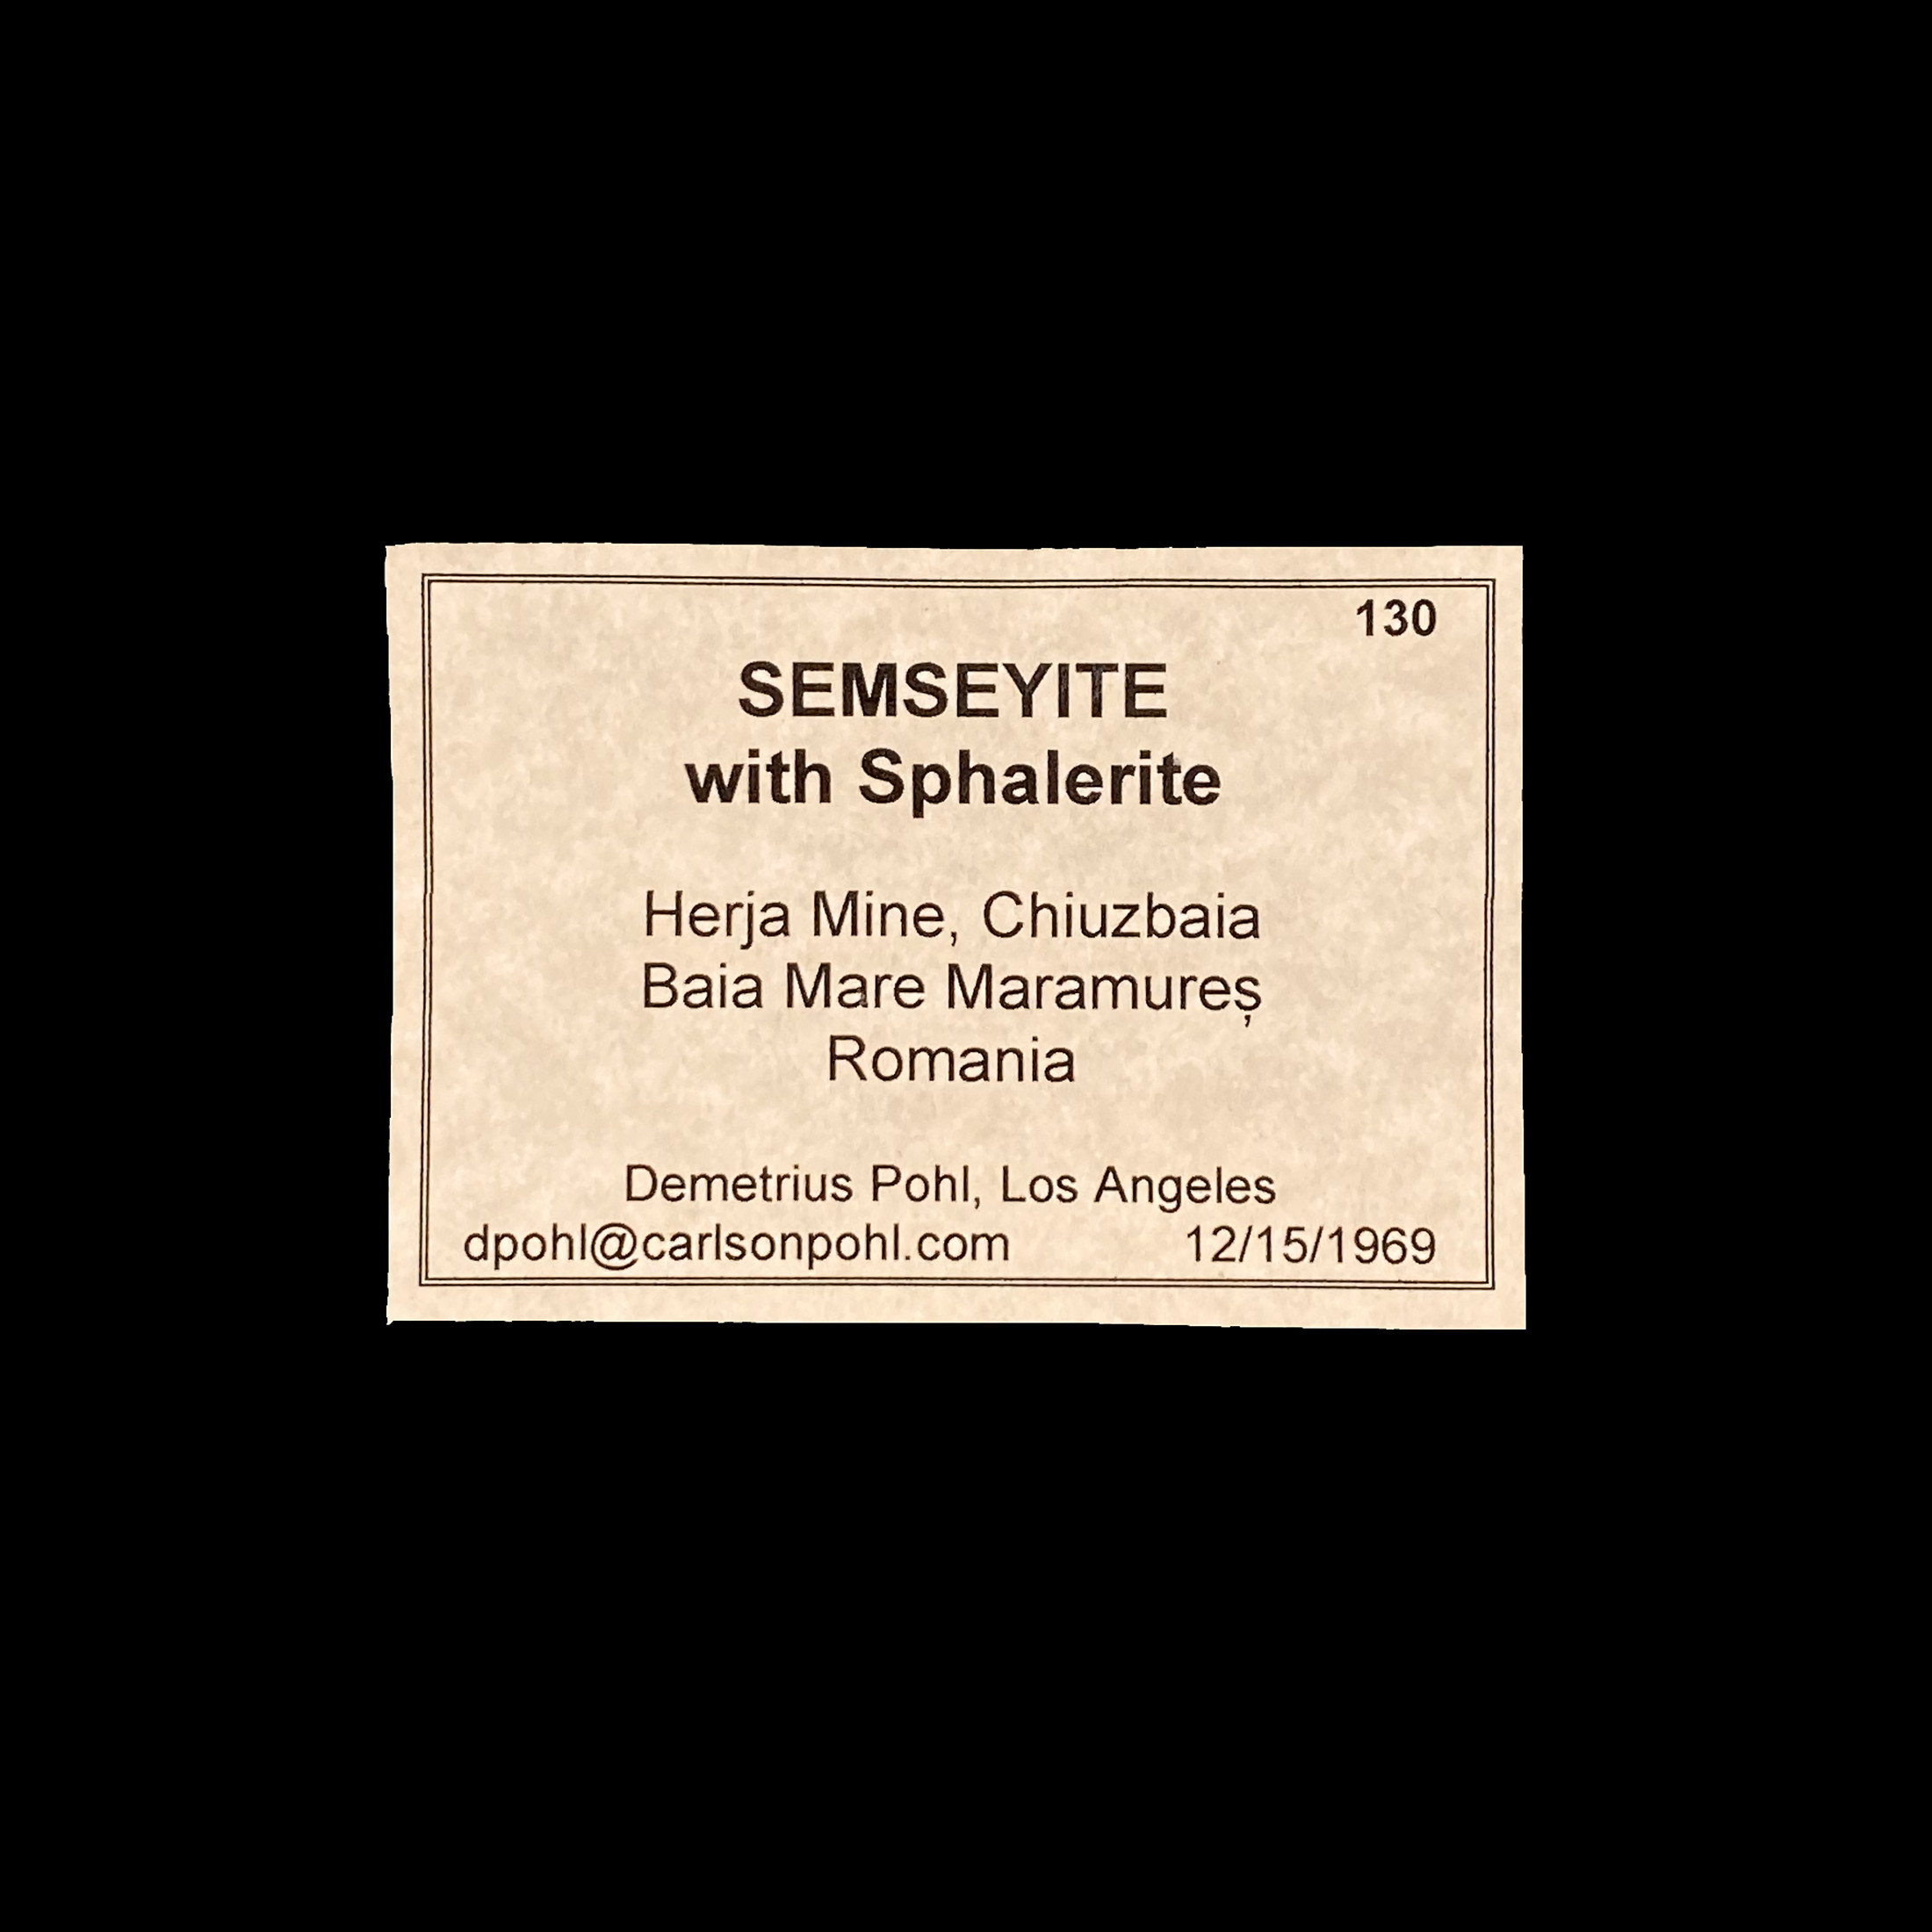 130
SEMSEYITE
with Sphalerite
Herja Mine, Chiuzbaia
Baia Mare Maramureș
Romania
Demetrius Pohl, Los Angeles
dpohl@carlsonpohl.com 12/15/1969